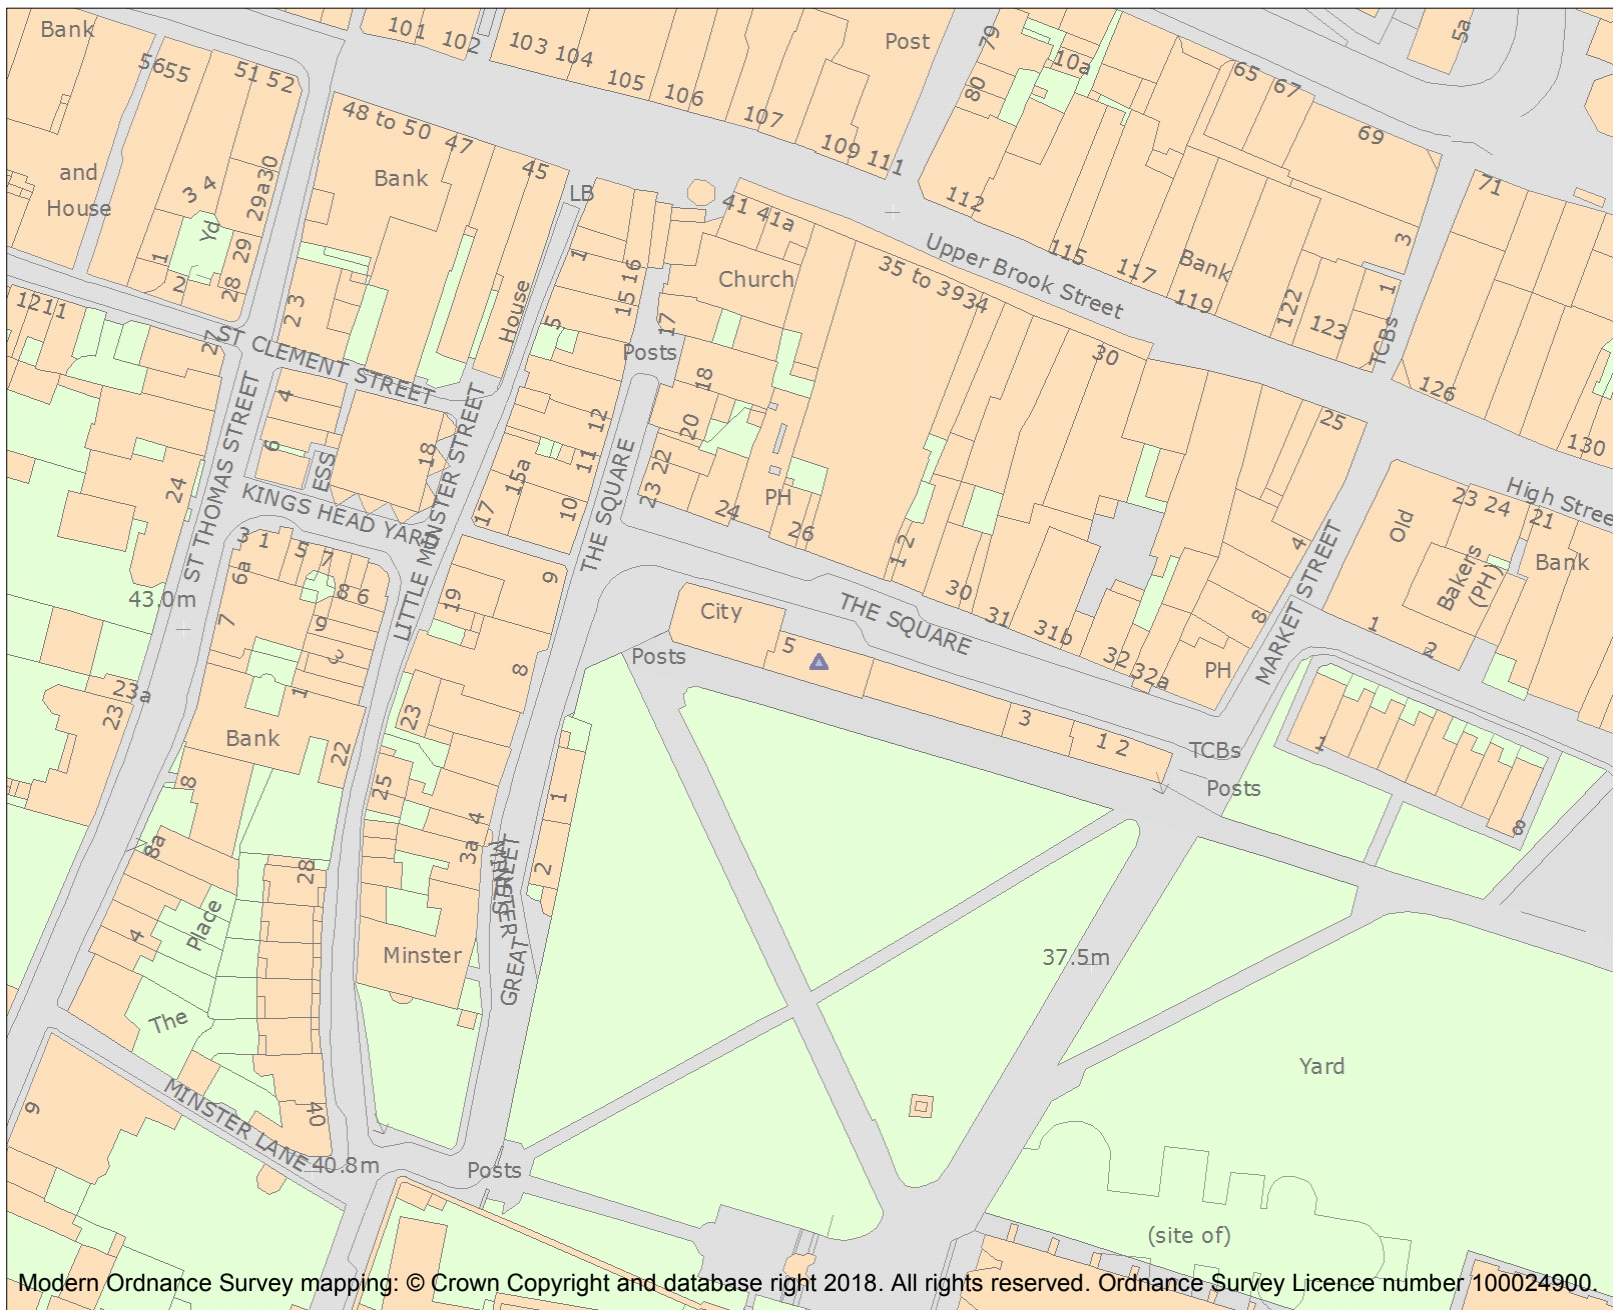 Bank
101
102
103 104
105
106
107
109 111
Post
79
80
10a
5a
65
67
69
71
5655
51 52
48 to 50
47
45
Bank
and
House
3 4
Yd
29a30
29
28
1
2
LB
41 41a
112
Upper Brook Street
115
117
Bank
119
122
123
3
1
TCBs
126
130
1211
27
2 3
ST CLEMENT STREET
House
1
5
15 16
17
Posts
Church
35 to 3934
30
25
4
6
ESS
18
24
ST THOMAS STREET
KINGS HEAD YARD
LITTLE MINSTER STREET
15a
17
12
11
10
THE SQUARE
18
20
22
23
24
PH
26
1 2
30
31
31b
32
32a
PH
4
8
MARKET STREET
Old
23 24
21
High Stree
Bakers
(PH)
Bank
1
2
3 1
5
7
6a
8 6
9
3
1
7
43.0m
19
9
8
City
5
THE SQUARE
Posts
3
1 2
TCBs
Posts
1
8
23a
23
Bank
22
23
25
8
8a
4
3a
1
2
28
Place
4
The
Minster
GREAT
MINSTER
STREET
37.5m
Yard
9
MINSTER LANE
40
40.8m
Posts
(site of)
Modern Ordnance Survey mapping: © Crown Copyright and database right 2018. All rights reserved. Ordnance Survey Licence number 100024900.